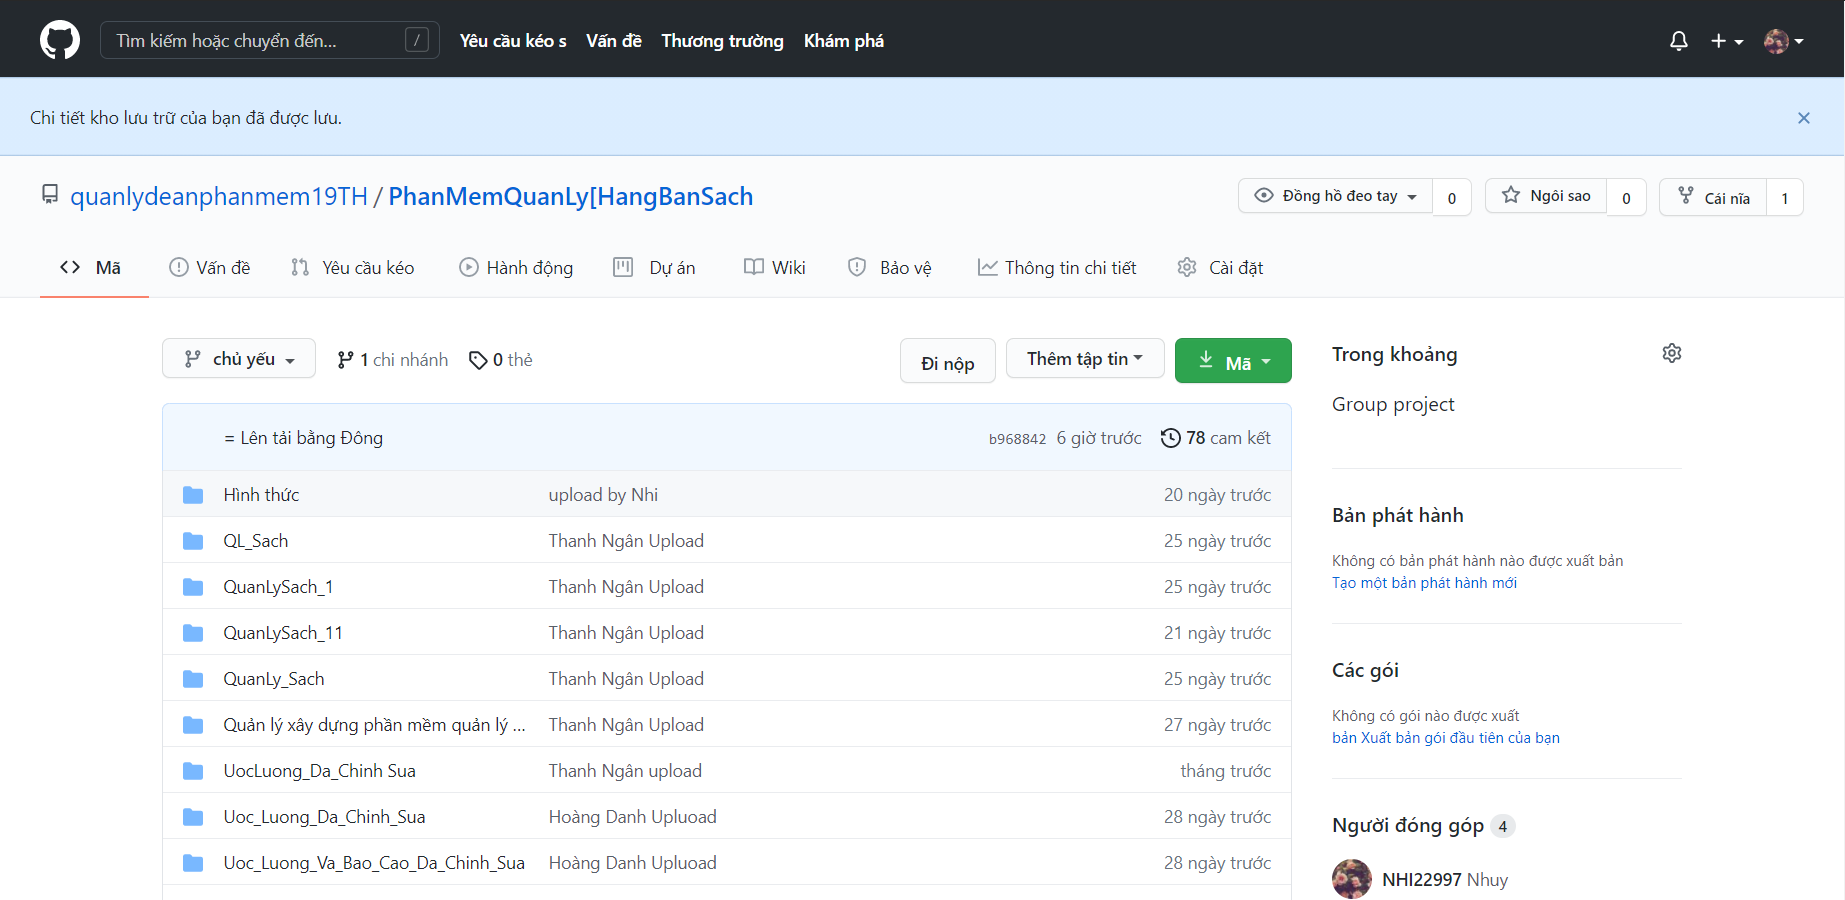 Tìm kiếm hoặc chuyển đến... /
Yêu cầu kéo s Vấn đề Thương trường Khám phá
Chi tiết kho lưu trữ của bạn đã được lưu.
quanlydeanphanmem19TH / PhanMemQuanLy[HangBanSach
Đồng hồ đeo tay 0 Ngôi sao 0 Cái nĩa 1
Mã Vấn đề Yêu cầu kéo Hành động Dự án Wiki Bảo vệ Thông tin chi tiết Cài đặt
chủ yếu 1 chi nhánh 0 thẻ Đi nộp Thêm tập tin Mã
= Lên tải bằng Đông b968842 6 giờ trước 78 cam kết
Hình thức upload by Nhi 20 ngày trước
QL_Sach Thanh Ngân Upload 25 ngày trước
QuanLySach_1 Thanh Ngân Upload 25 ngày trước
QuanLySach_11 Thanh Ngân Upload 21 ngày trước
QuanLy_Sach Thanh Ngân Upload 25 ngày trước
Quản lý xây dựng phần mềm quản lý ... Thanh Ngân Upload 27 ngày trước
UocLuong_Da_Chinh Sua Thanh Ngân upload tháng trước
Uoc_Luong_Da_Chinh_Sua Hoàng Danh Upluoad 28 ngày trước
Uoc_Luong_Va_Bao_Cao_Da_Chinh_Sua Hoàng Danh Upluoad 28 ngày trước
Trong khoảng
Group project
Bản phát hành
Không có bản phát hành nào được xuất bản
Tạo một bản phát hành mới
Các gói
Không có gói nào được xuất
bản Xuất bản gói đầu tiên của bạn
Người đóng góp 4
NHI22997 Nhuy